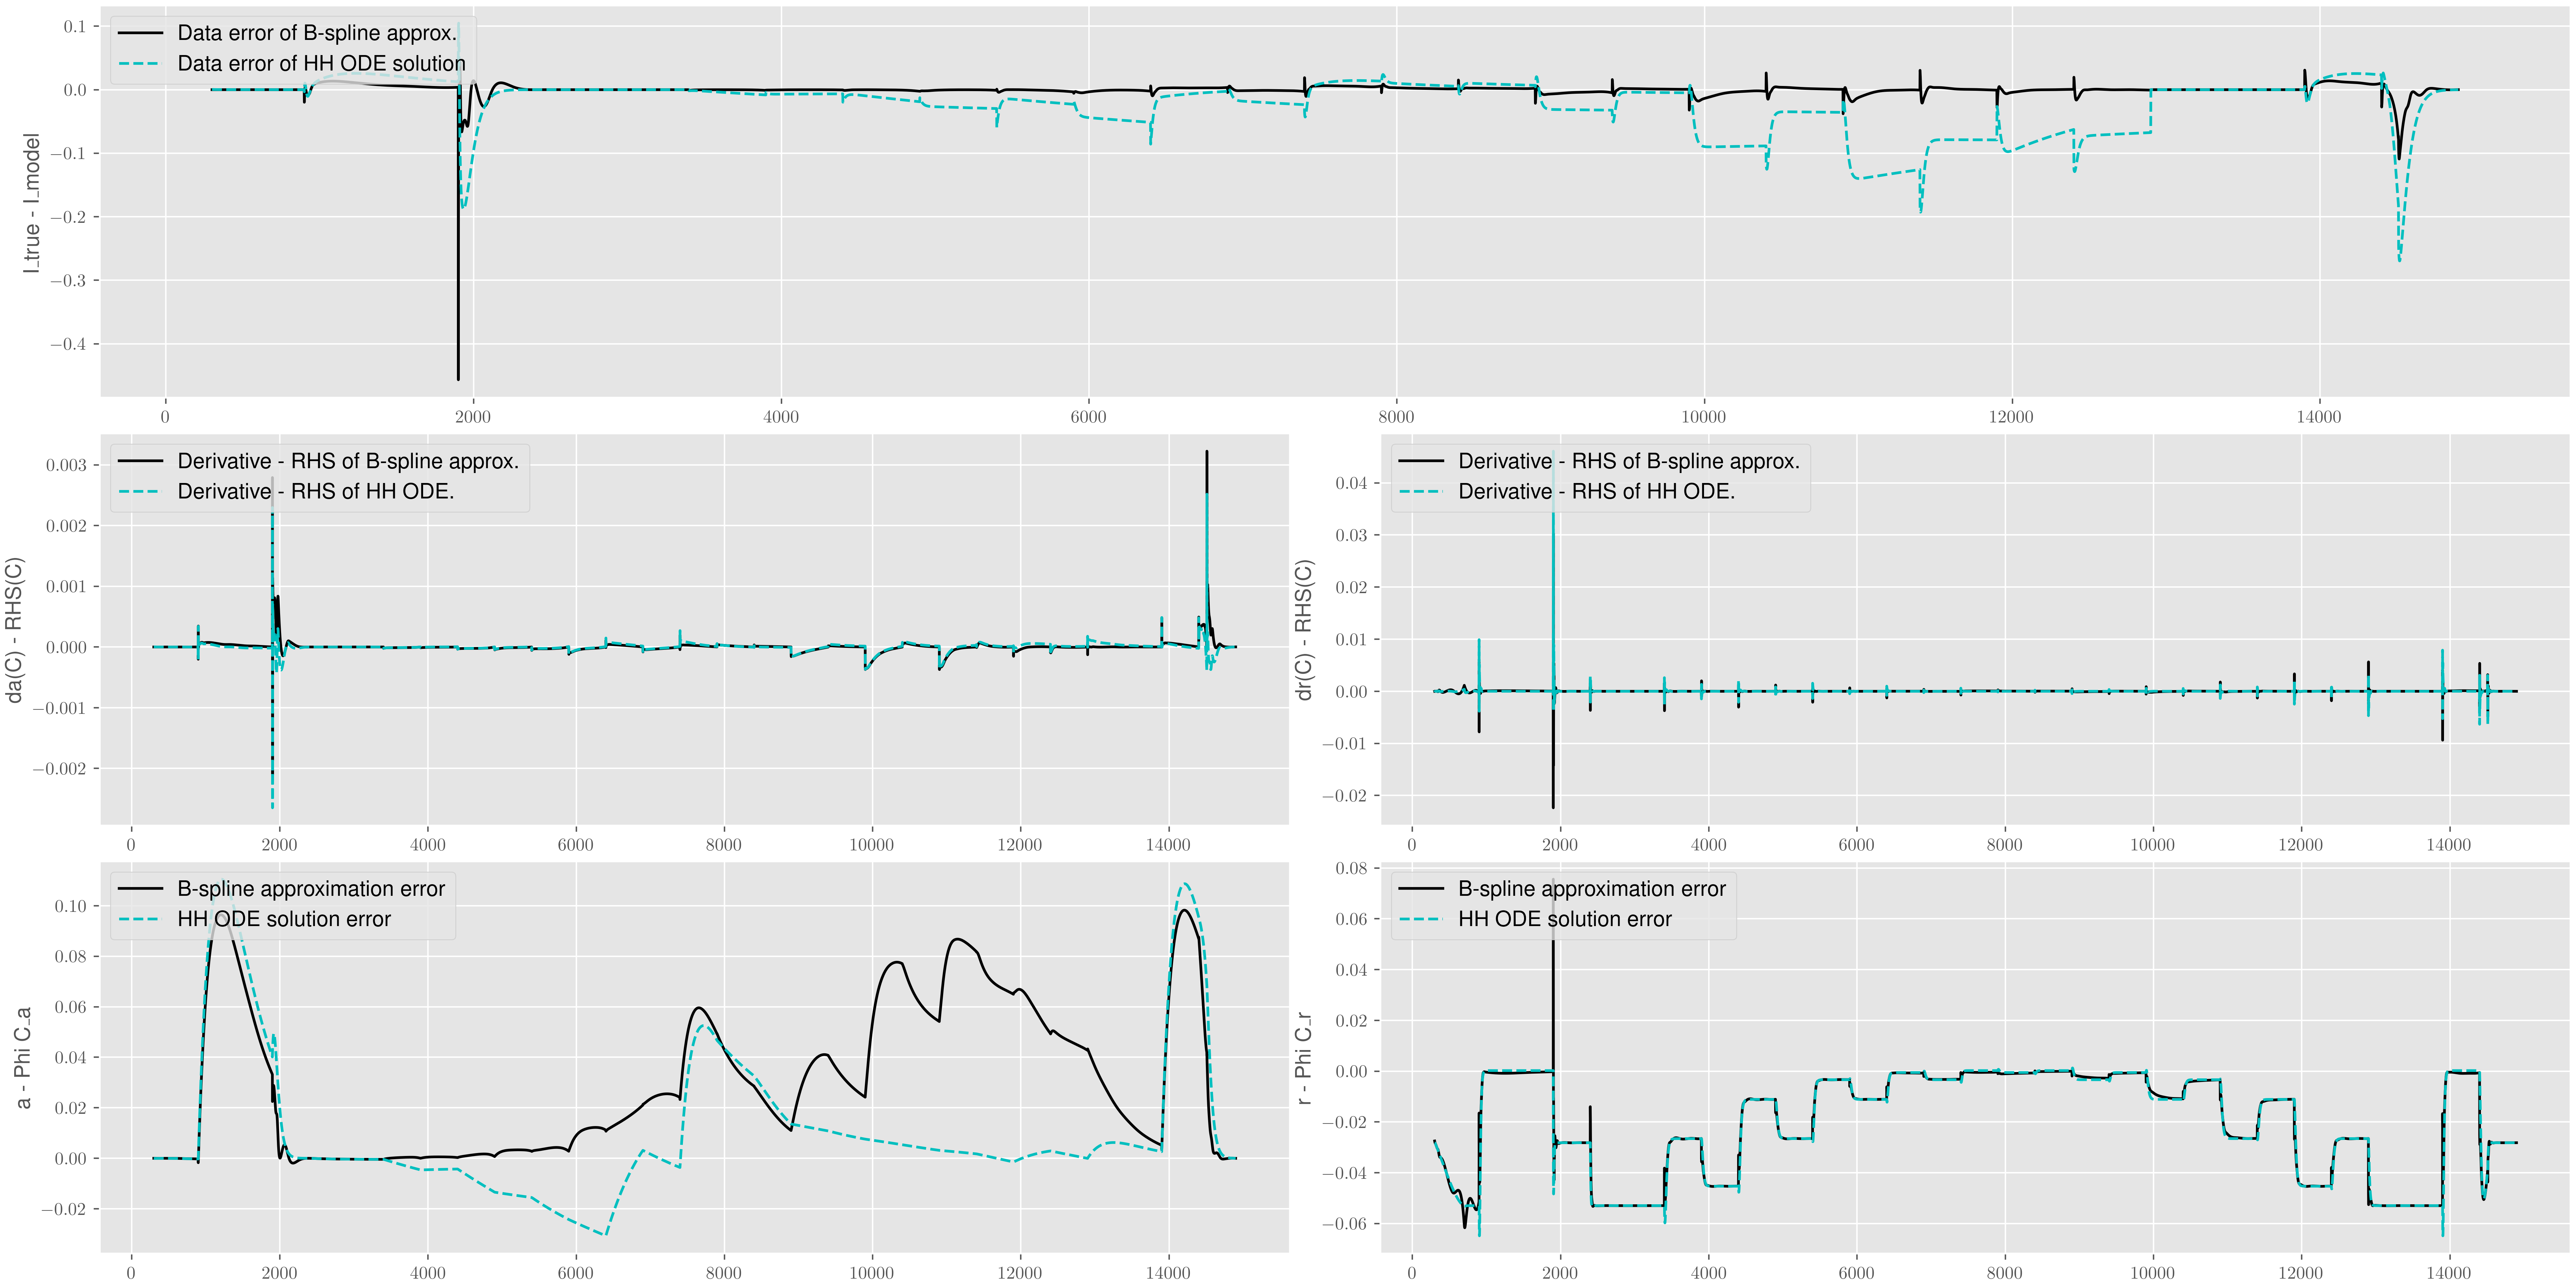 Data error of B-spline approx.
Data error of HH ODE solution
I_true - I_model
0.1
0.0
−0.1
−0.2
−0.3
−0.4
0 2000 4000 6000 8000 10000 12000 14000
Derivative - RHS of B-spline approx.
Derivative - RHS of HH ODE.
da(C) - RHS(C)
0.003
0.002
0.001
0.000
−0.001
−0.002
0 2000 4000 6000 8000 10000 12000 14000
Derivative - RHS of B-spline approx.
Derivative - RHS of HH ODE.
dr(C) - RHS(C)
0.04
0.03
0.02
0.01
0.00
−0.01
−0.02
0 2000 4000 6000 8000 10000 12000 14000
B-spline approximation error
HH ODE solution error
a - Phi C_a
0.10
0.08
0.06
0.04
0.02
0.00
−0.02
0 2000 4000 6000 8000 10000 12000 14000
B-spline approximation error
HH ODE solution error
r - Phi C_r
0.08
0.06
0.04
0.02
0.00
−0.02
−0.04
−0.06
0 2000 4000 6000 8000 10000 12000 14000